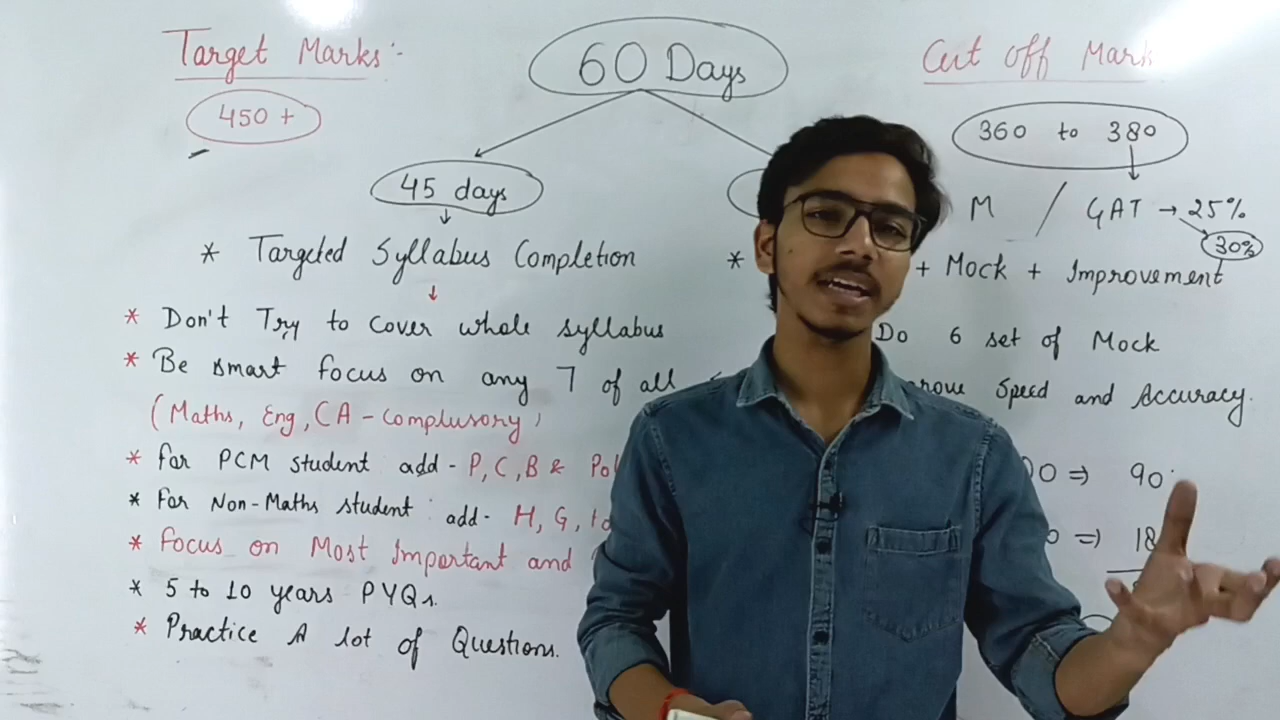 Target Marks:-
450 +
60 Days
Cut off Mark
360 to 380
45 days
M / GAT → 25%
30%
* Targeted Syllabus Completion
* + Mock + Improvement
↓
* Don't Try to cover whole syllabus
Do 6 set of Mock
* Be smart focus on any 7 of all
Speed and Accuracy.
(Maths, Eng, CA - Complusory)
* for PCM student add - P, C, B &
⇒ 90
* For Non-Maths student add- H, G,
⇒ 18
* Focus on Most Important and
* 5 to 10 years PYQs.
* Practice A lot of Questions.